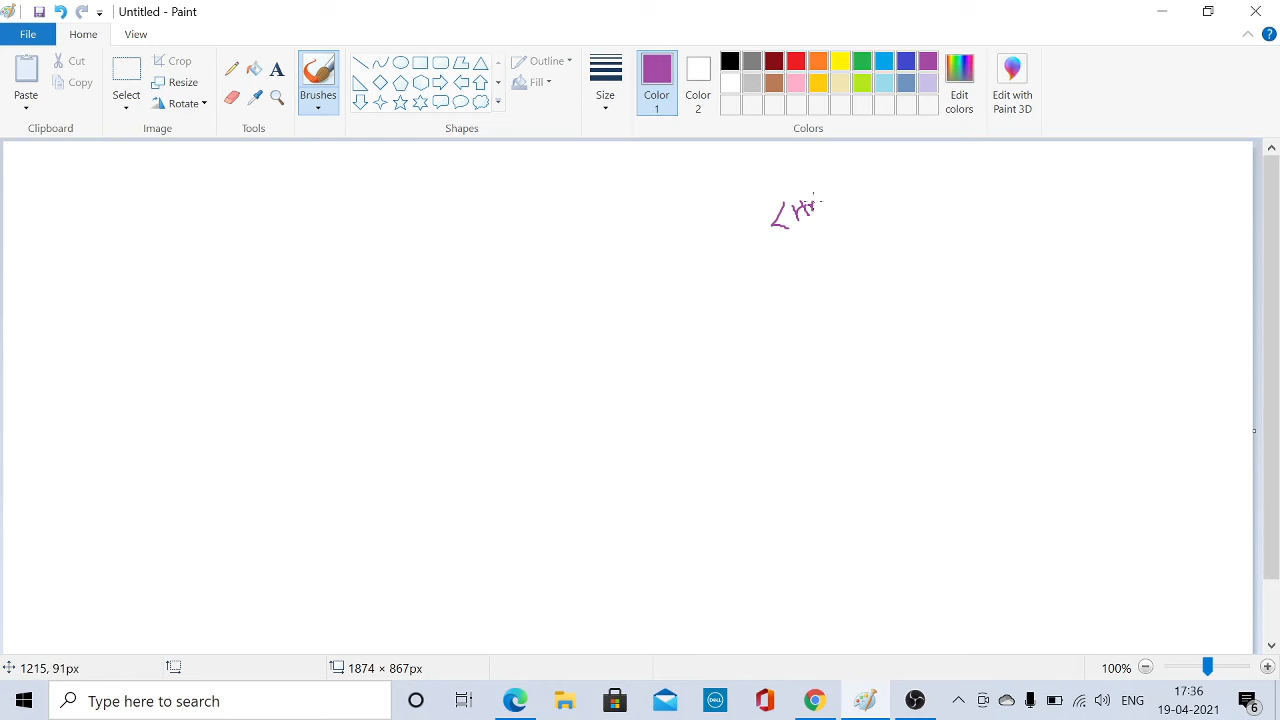 Untitled - Paint
File
Home
View
Cut
Copy
Paste
Clipboard
Crop
Resize
Rotate
Select
Image
Tools
Brushes
Outline
Fill
Shapes
Size
Color 1
Color 2
Edit colors
Colors
Edit with Paint 3D
1215, 91px
1874 × 867px
100%
Type here to search
DELL
ENG
17:36
19-04-2021
6